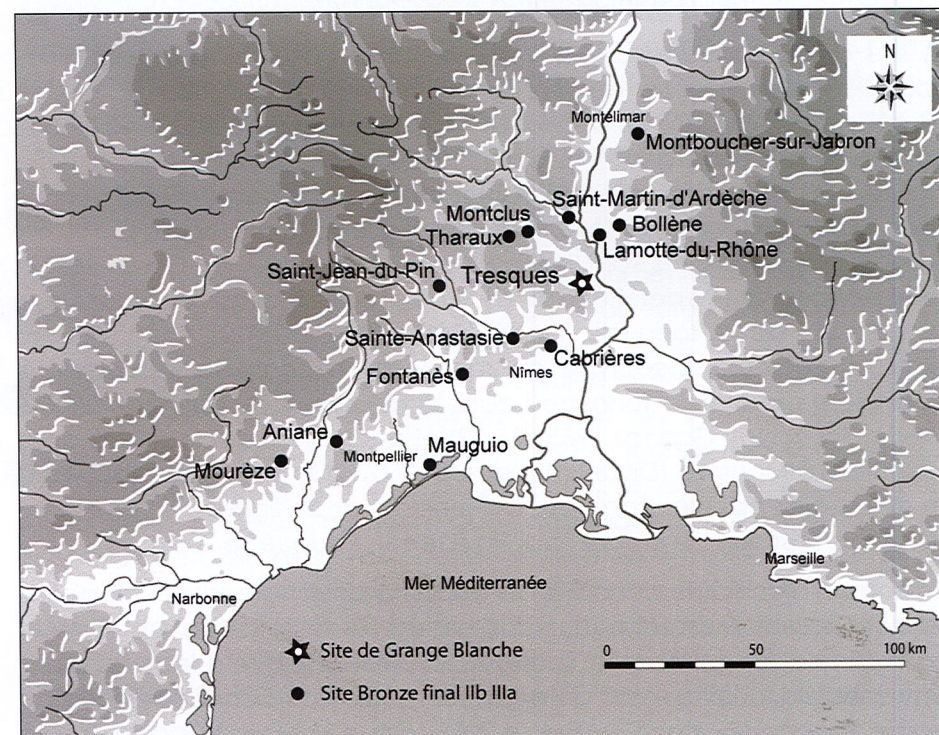 N
Montélimar
Montboucher-sur-Jabron
Saint-Martin-d'Ardèche
Montclus
Bollène
Tharaux
Lamotte-du-Rhône
Saint-Jean-du-Pin
Tresques
Sainte-Anastasie
Cabrières
Nîmes
Fontanès
Aniane
Montpellier
Mauguio
Mourèze
Marseille
Mer Méditerranée
Narbonne
Site de Grange Blanche
0 50 100 km
Site Bronze final IIb IIIa